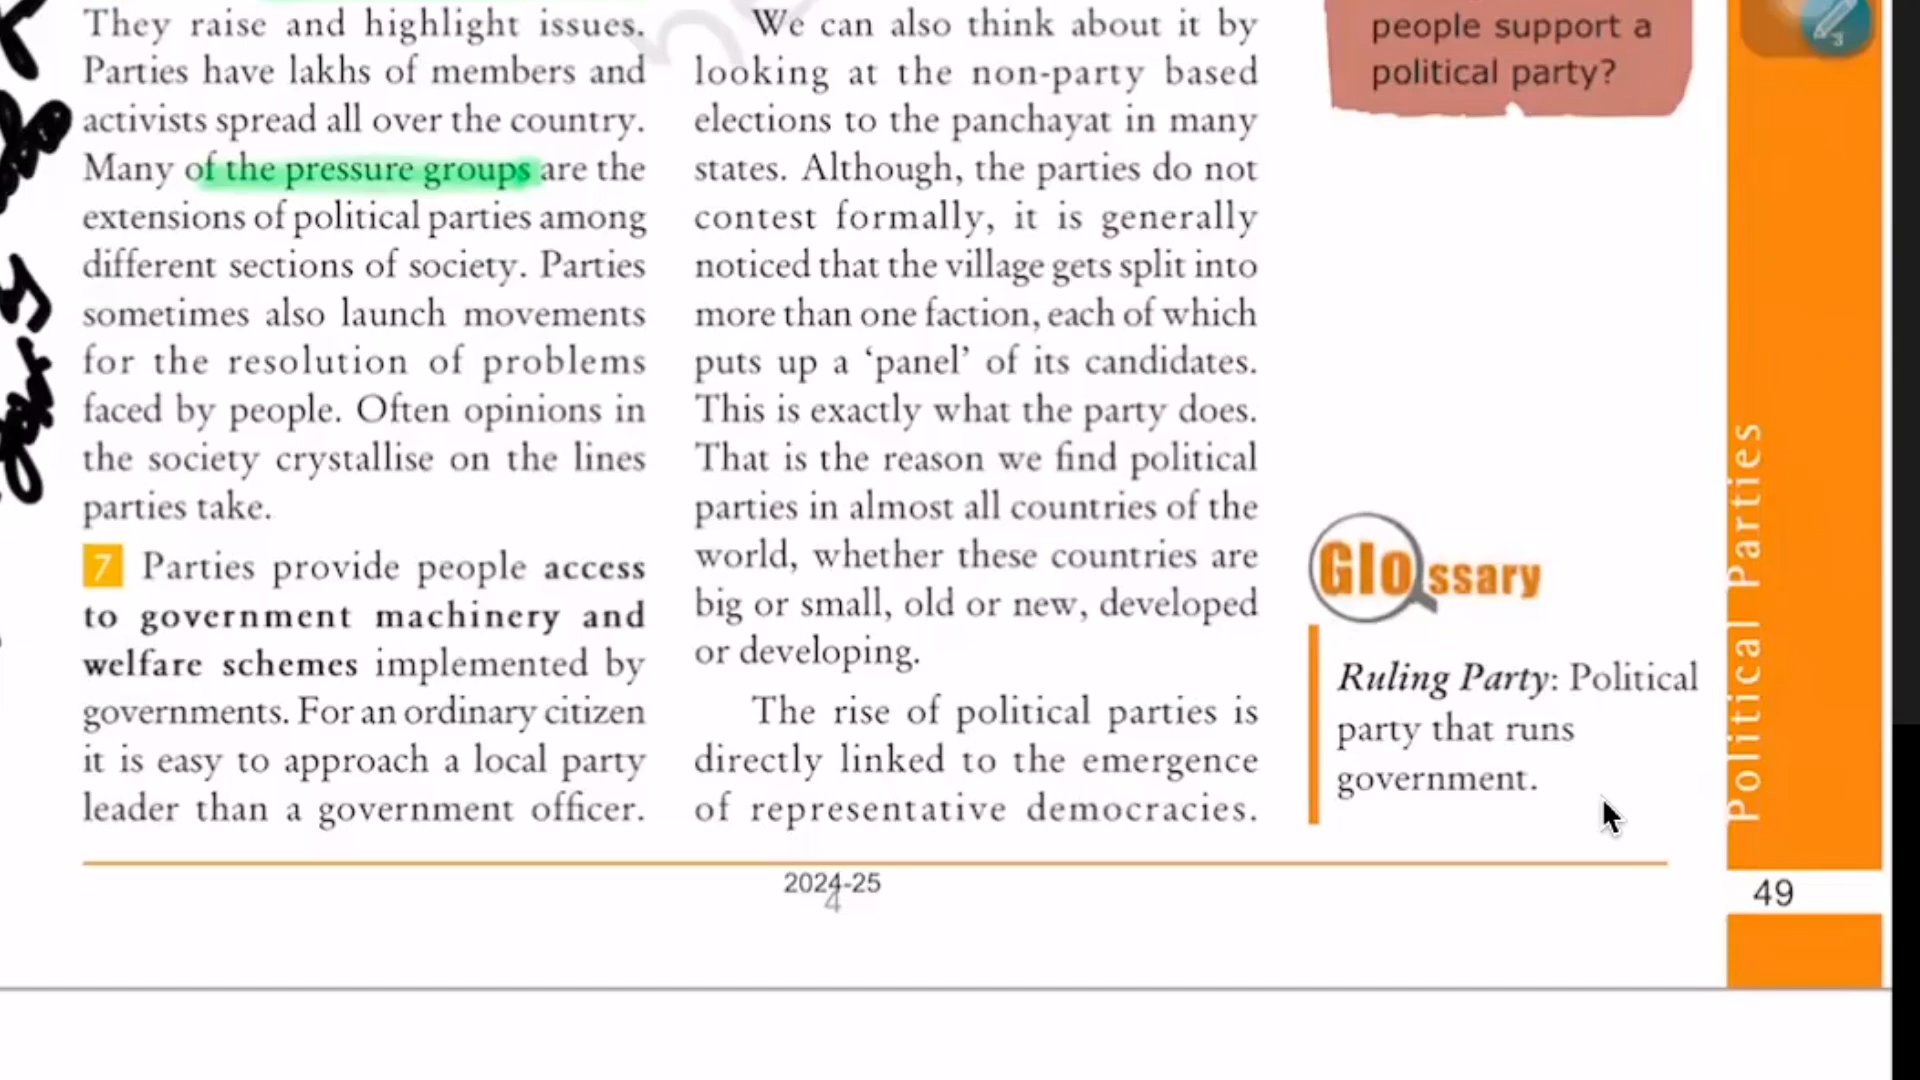 They raise and highlight issues.
Parties have lakhs of members and
activists spread all over the country.
Many of the pressure groups are the
extensions of political parties among
different sections of society. Parties
sometimes also launch movements
for the resolution of problems
faced by people. Often opinions in
the society crystallise on the lines
parties take.
7 Parties provide people access
to government machinery and
welfare schemes implemented by
governments. For an ordinary citizen
it is easy to approach a local party
leader than a government officer.
We can also think about it by
looking at the non-party based
elections to the panchayat in many
states. Although, the parties do not
contest formally, it is generally
noticed that the village gets split into
more than one faction, each of which
puts up a ‘panel’ of its candidates.
This is exactly what the party does.
That is the reason we find political
parties in almost all countries of the
world, whether these countries are
big or small, old or new, developed
or developing.
The rise of political parties is
directly linked to the emergence
of representative democracies.
people support a
political party?
Glossary
Ruling Party: Political
party that runs
government.
Political Parties
2024-25
4
49
3